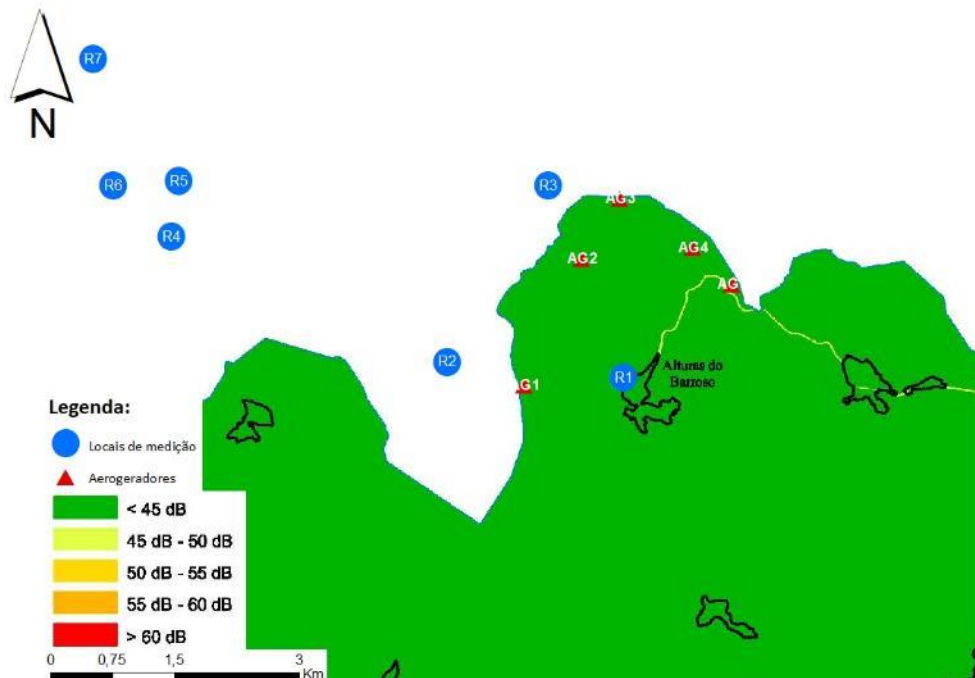 R7
N
R6
R5
R3
AG3
R4
AG4
AG2
AG
R2
R1
Alturas do
Barroso
G1
Legenda:
Locais de medição
Aerogeradores
< 45 dB
45 dB - 50 dB
50 dB - 55 dB
55 dB - 60 dB
> 60 dB
0 0,75 1,5 3
Km